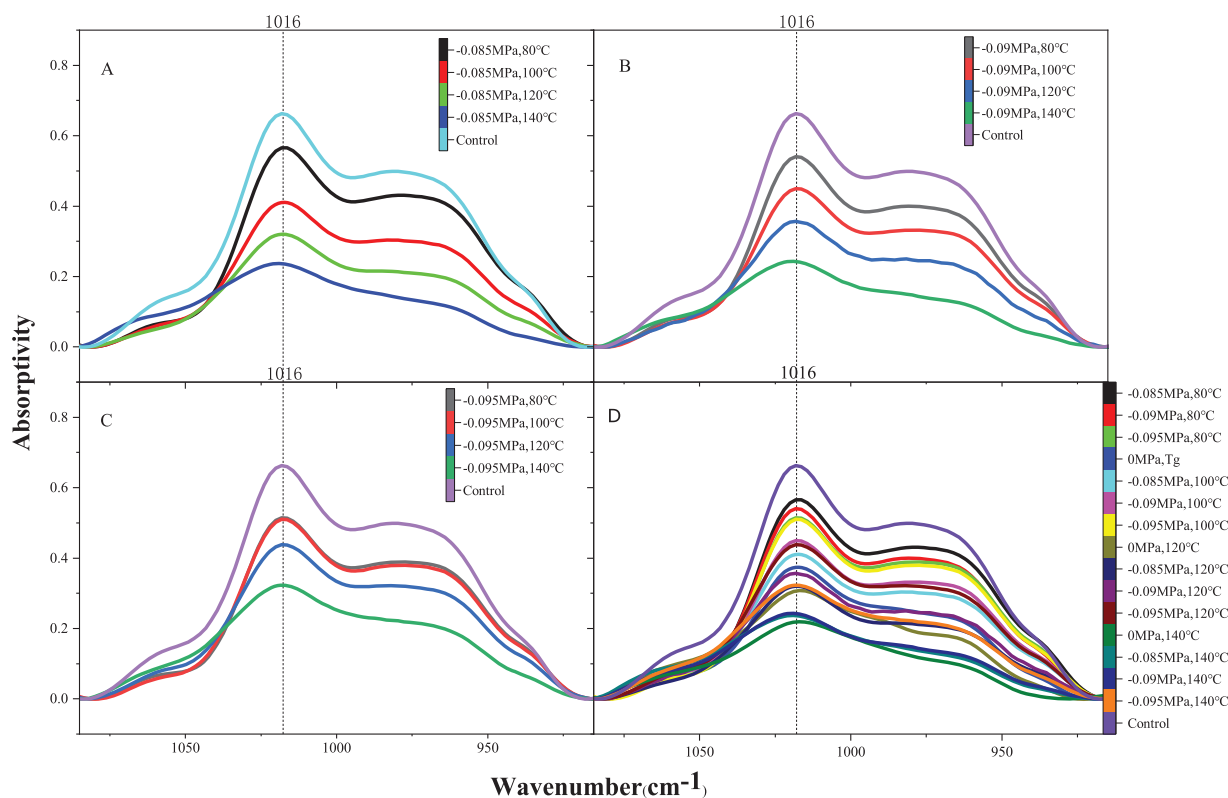 1016
1016
A
-0.085MPa,80℃
-0.085MPa,100℃
-0.085MPa,120℃
-0.085MPa,140℃
Control
B
-0.09MPa,80℃
-0.09MPa,100℃
-0.09MPa,120℃
-0.09MPa,140℃
Control
0.8
0.6
0.4
0.2
0.0
1016
1016
C
-0.095MPa,80℃
-0.095MPa,100℃
-0.095MPa,120℃
-0.095MPa,140℃
Control
D
-0.085MPa,80℃
-0.09MPa,80℃
-0.095MPa,80℃
0MPa,Tg
-0.085MPa,100℃
-0.09MPa,100℃
-0.095MPa,100℃
0MPa,120℃
-0.085MPa,120℃
-0.09MPa,120℃
-0.095MPa,120℃
0MPa,140℃
-0.085MPa,140℃
-0.09MPa,140℃
-0.095MPa,140℃
Control
0.8
0.6
0.4
0.2
0.0
1050 1000 950 1050 1000 950
Absorptivity
Wavenumber(cm-1)